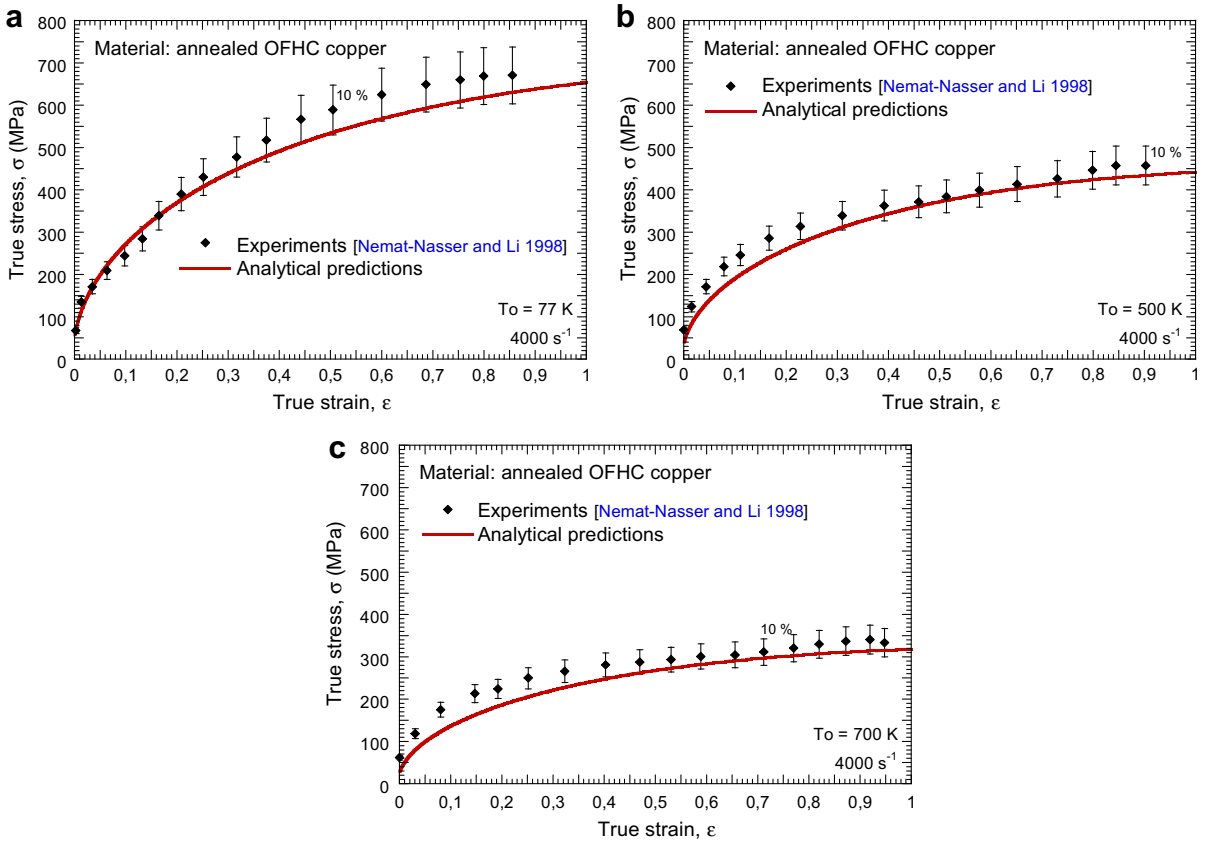 a
Material: annealed OFHC copper
Experiments [Nemat-Nasser and Li 1998]
Analytical predictions
10 %
To = 77 K
4000 s⁻¹
True stress, σ (MPa)
800
700
600
500
400
300
200
100
0
0 0,1 0,2 0,3 0,4 0,5 0,6 0,7 0,8 0,9 1
True strain, ε
b
Material: annealed OFHC copper
Experiments [Nemat-Nasser and Li 1998]
Analytical predictions
10 %
To = 500 K
4000 s⁻¹
True stress, σ (MPa)
800
700
600
500
400
300
200
100
0
0 0,1 0,2 0,3 0,4 0,5 0,6 0,7 0,8 0,9 1
True strain, ε
c
Material: annealed OFHC copper
Experiments [Nemat-Nasser and Li 1998]
Analytical predictions
10 %
To = 700 K
4000 s⁻¹
True stress, σ (MPa)
800
700
600
500
400
300
200
100
0
0 0,1 0,2 0,3 0,4 0,5 0,6 0,7 0,8 0,9 1
True strain, ε